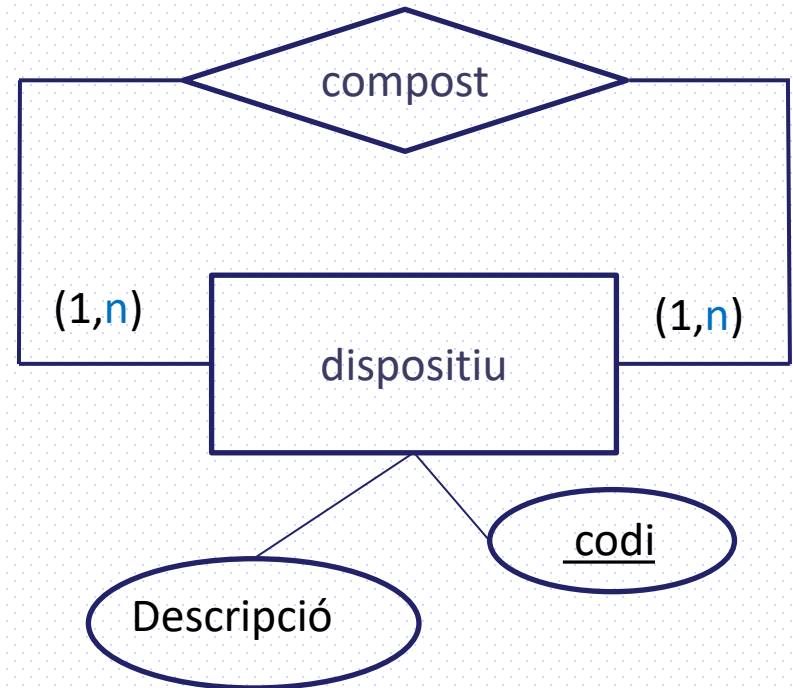 compost
(1,n)
(1,n)
dispositiu
codi
Descripció